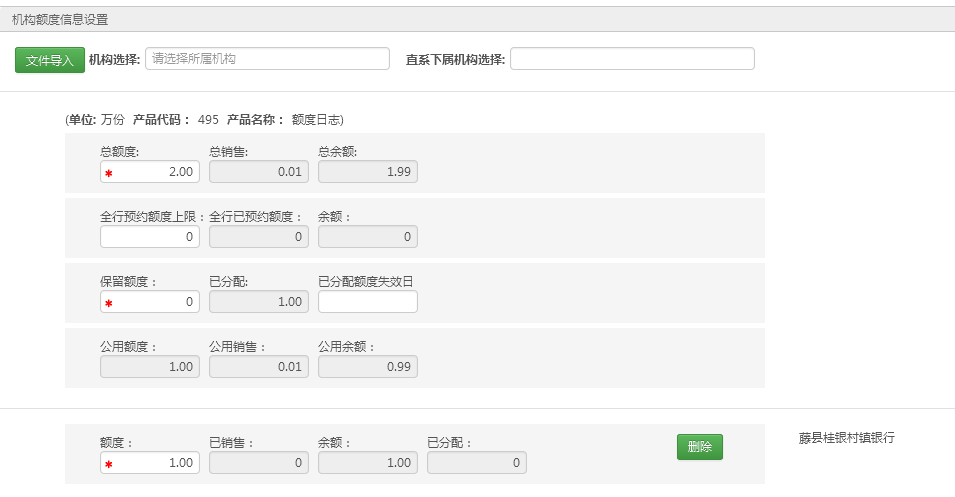 机构额度信息设置
文件导入 机构选择: 请选择所属机构 直系下属机构选择:
(单位: 万份 产品代码： 495 产品名称： 额度日志)
总额度: 总销售: 总余额:
* 2.00 0.01 1.99
全行预约额度上限： 全行已预约额度： 余额：
0 0 0
保留额度： 已分配: 已分配额度失效日
* 0 1.00
公用额度： 公用销售： 公用余额：
1.00 0.01 0.99
额度： 已销售： 余额： 已分配：
* 1.00 0 1.00 0
删除
藤县桂银村镇银行